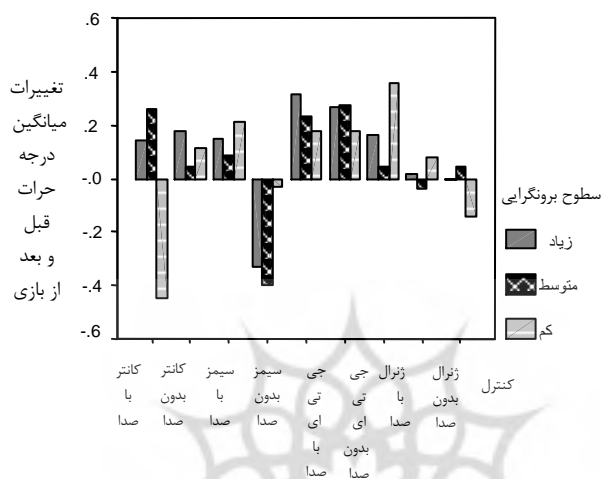 .6
.4
.2
.0-
-.2
-.4
-.6
تغییرات
میانگین
درجه
حرات
قبل
و بعد
از بازی
سطوح برونگرایی
زیاد
متوسط
کم
کانتر
با
صدا
کانتر
بدون
صدا
سیمز
با
صدا
سیمز
بدون
صدا
جی
تی
ای
با
صدا
جی
تی
ای
بدون
صدا
ژنرال
با
صدا
ژنرال
بدون
صدا
کنترل